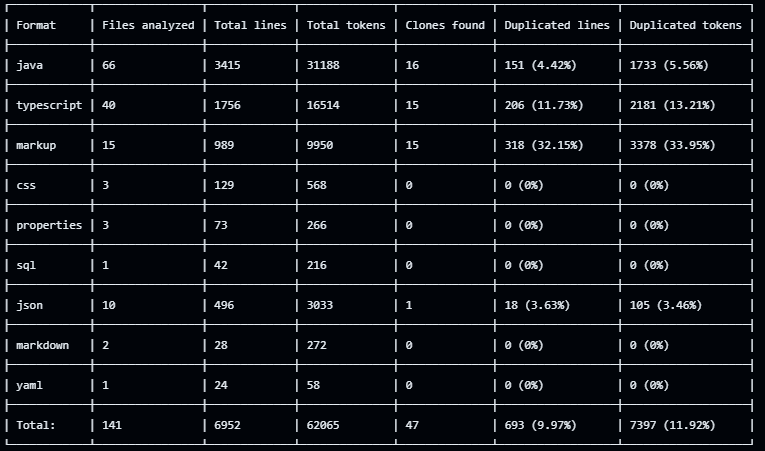 Format Files analyzed Total lines Total tokens Clones found Duplicated lines Duplicated tokens
java 66 3415 31188 16 151 (4.42%) 1733 (5.56%)
typescript 40 1756 16514 15 206 (11.73%) 2181 (13.21%)
markup 15 989 9950 15 318 (32.15%) 3378 (33.95%)
css 3 129 568 0 0 (0%) 0 (0%)
properties 3 73 266 0 0 (0%) 0 (0%)
sql 1 42 216 0 0 (0%) 0 (0%)
json 10 496 3033 1 18 (3.63%) 105 (3.46%)
markdown 2 28 272 0 0 (0%) 0 (0%)
yaml 1 24 58 0 0 (0%) 0 (0%)
Total: 141 6952 62065 47 693 (9.97%) 7397 (11.92%)